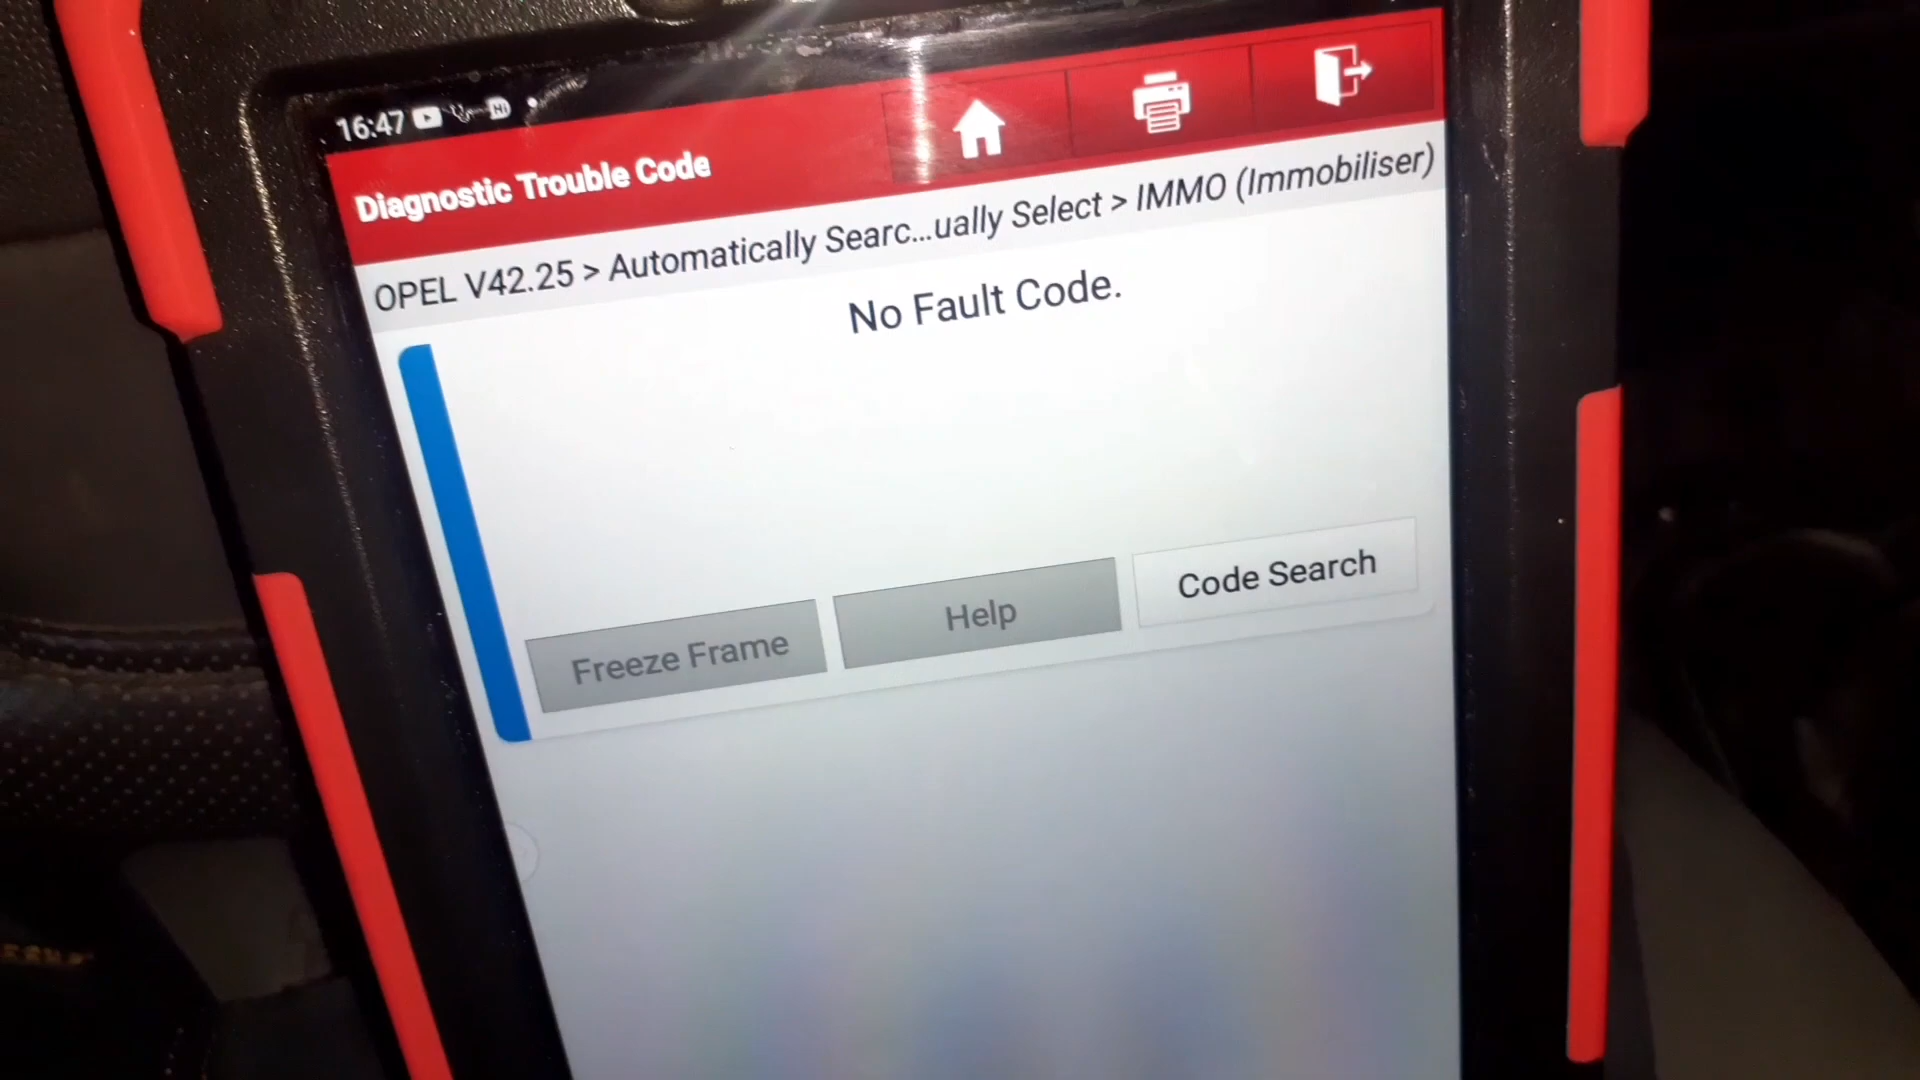 16:47
Diagnostic Trouble Code
OPEL V42.25 > Automatically Searc...ually Select > IMMO (Immobiliser)
No Fault Code.
Freeze Frame
Help
Code Search